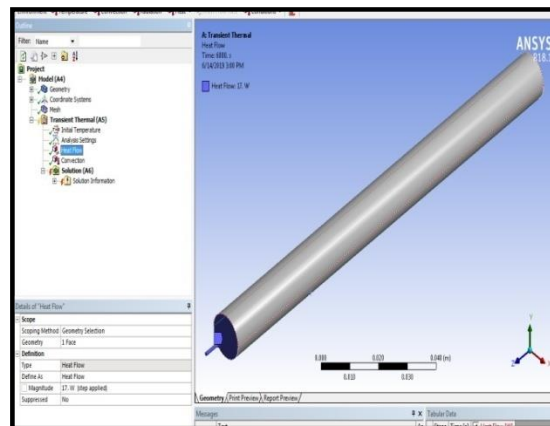 Outline
Filter: Name
Project
Model (A4)
Geometry
Coordinate Systems
Mesh
Transient Thermal (A5)
Initial Temperature
Analysis Settings
Heat Flow
Convection
Solution (A6)
Solution Information
Details of "Heat Flow"
Scope
Scoping Method Geometry Selection
Geometry 1 Face
Definition
Type Heat Flow
Define As Heat Flow
Magnitude 17. W (step applied)
Suppressed No
A: Transient Thermal
Heat Flow
3:00 PM
Heat Flow: 17. W
ANSYS
0.000 0.020 0.040 (m)
0.010 0.030
Y
Z X
Geometry / Print Preview / Report Preview /
Messages
Text
Tabular Data